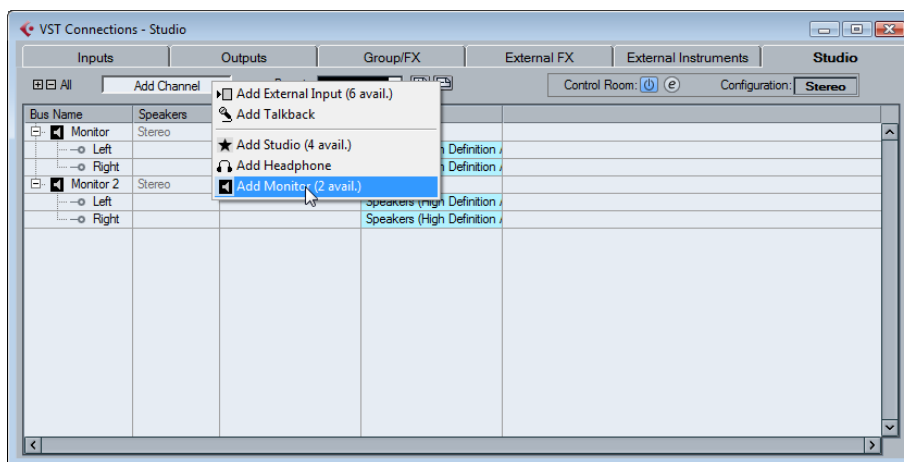 VST Connections - Studio
Inputs Outputs Group/FX External FX External Instruments Studio
All Add Channel Control Room: e Configuration: Stereo
Add External Input (6 avail.)
Add Talkback
Add Studio (4 avail.)
Add Headphone
Add Monitor (2 avail.)
Bus Name Speakers
Monitor Stereo
Left Definition
Right Definition
Monitor 2 Stereo
Left Speakers (High Definition
Right Speakers (High Definition